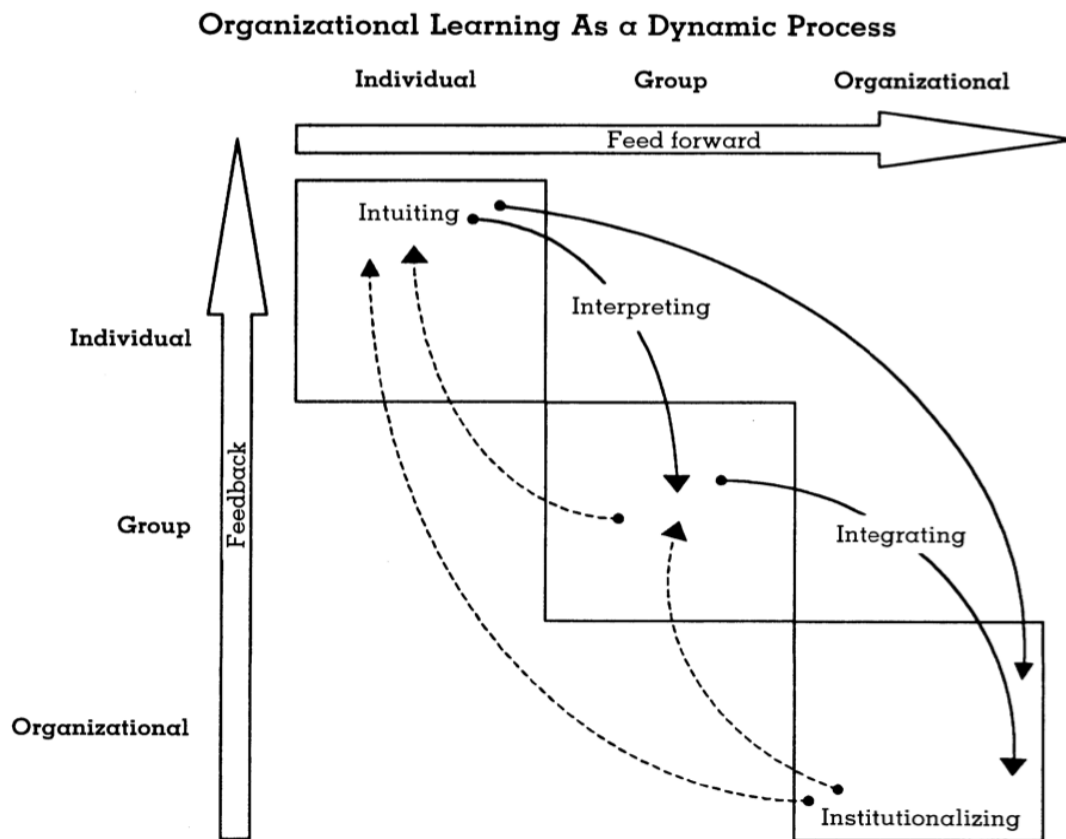 Organizational Learning As a Dynamic Process
Individual
Group
Organizational
Feed forward
Intuiting
Interpreting
Individual
Feedback
Group
Integrating
Organizational
Institutionalizing